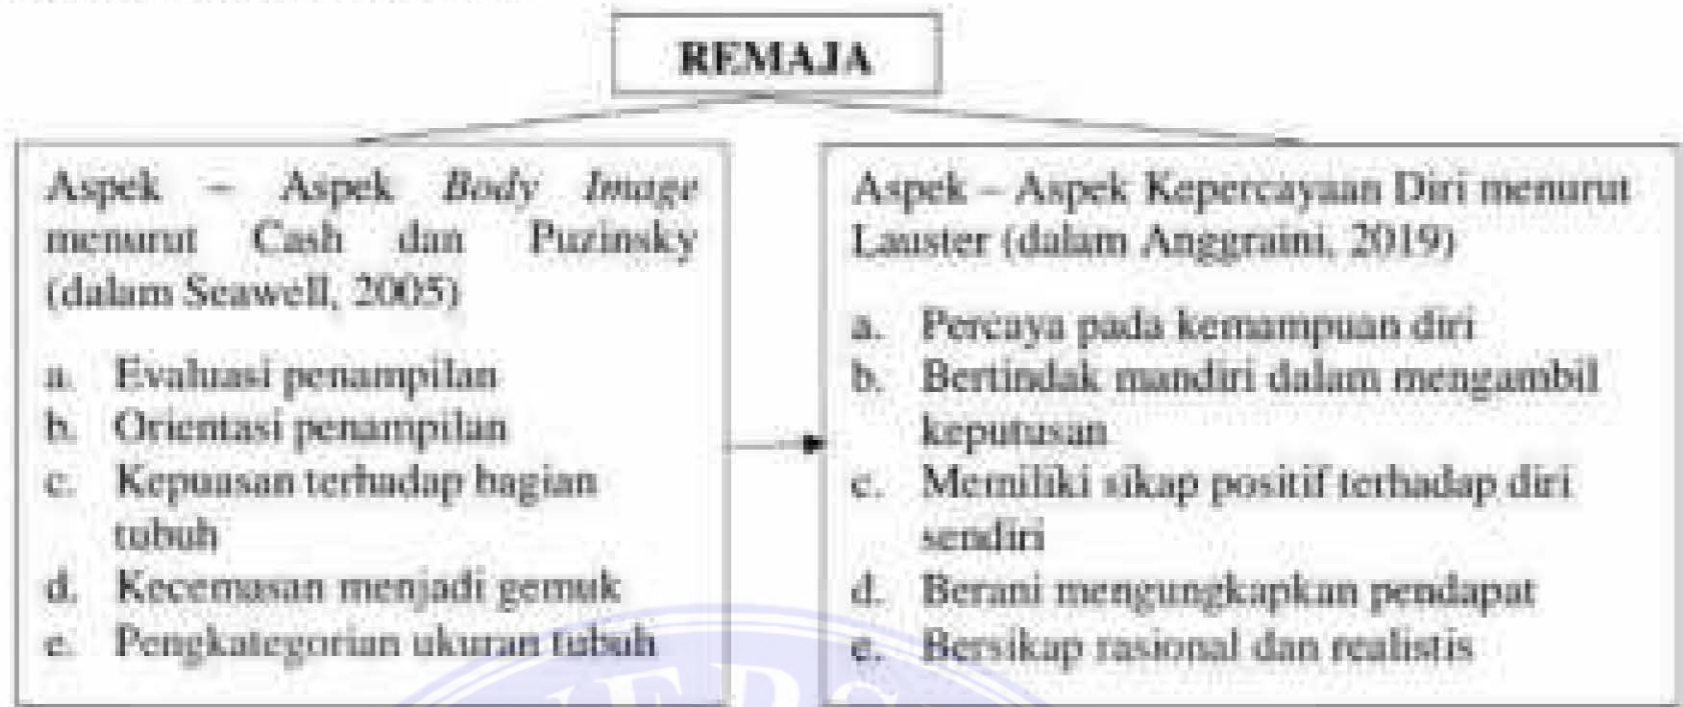 REMAJA
Aspek – Aspek Body Image
menurut Cash dan Puzinsky
(dalam Seawell, 2005)
a. Evaluasi penampilan
b. Orientasi penampilan
c. Kepuasan terhadap bagian
tubuh
d. Kecemasan menjadi gemuk
e. Pengkategorian ukuran tubuh
Aspek – Aspek Kepercayaan Diri menurut
Lauster (dalam Anggraini, 2019)
a. Percaya pada kemampuan diri
b. Bertindak mandiri dalam mengambil
keputusan
c. Memiliki sikap positif terhadap diri
sendiri
d. Berani mengungkapkan pendapat
e. Bersikap rasional dan realistis